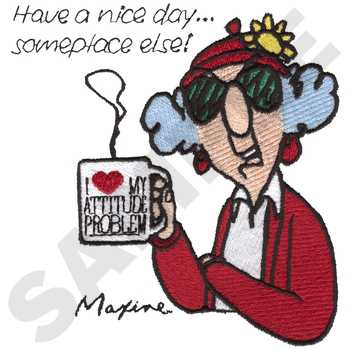 Have a nice day...
someplace else!
I ❤ MY
ATTITUDE
PROBLEM
Maxine
SAMPLE